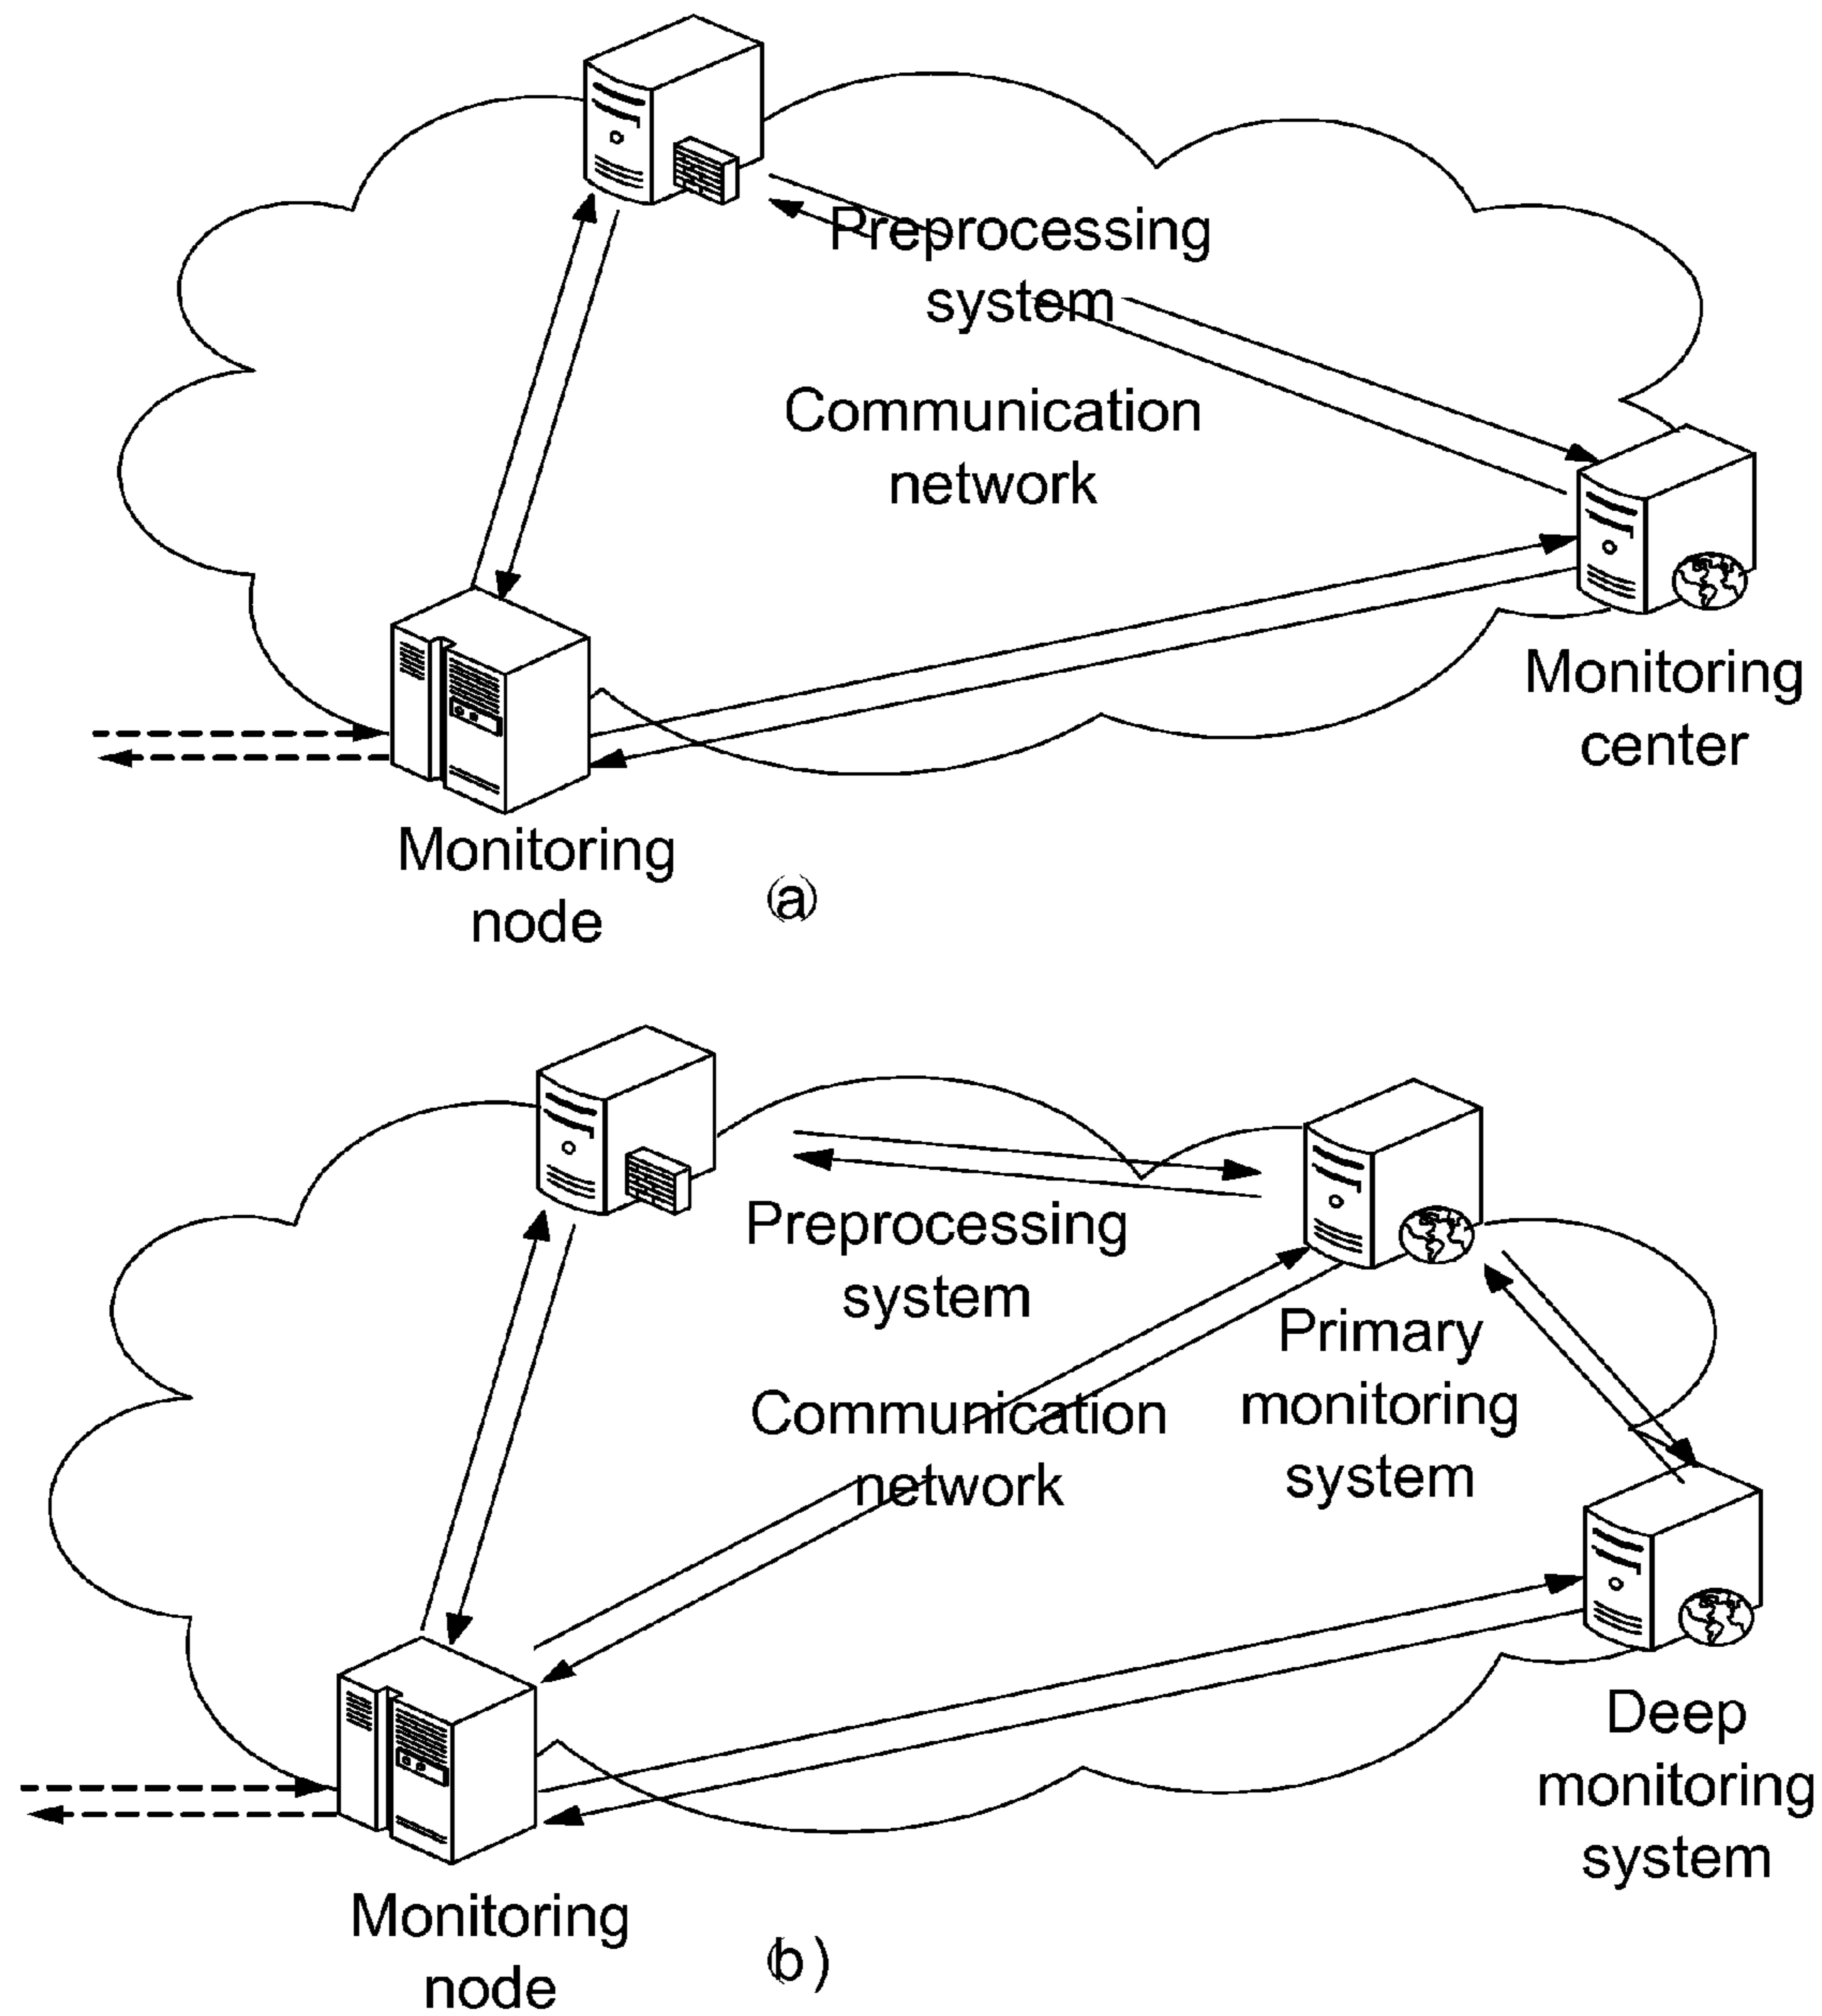 Preprocessing
system
Communication
network
Monitoring
center
Monitoring
node
(a)
Preprocessing
system
Primary
monitoring
system
Communication
network
Deep
monitoring
system
Monitoring
node
(b)